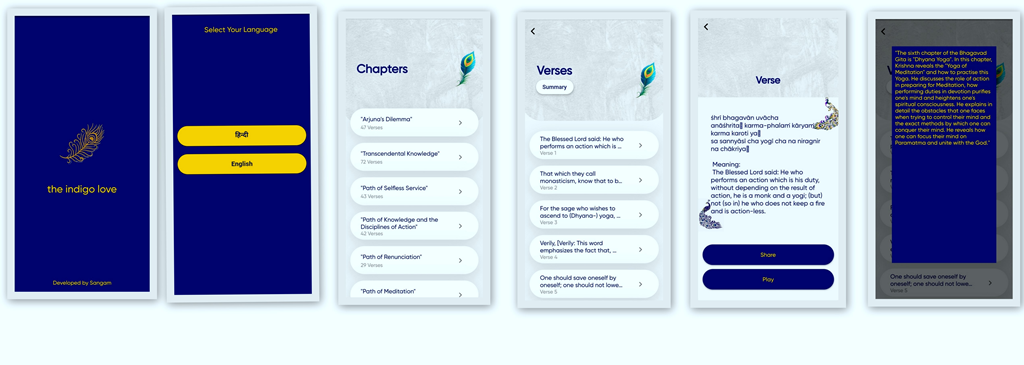 the indigo love
Developed by Sangam
Select Your Language
हिन्दी
English
Chapters
"Arjuna's Dilemma"
47 Verses
"Transcendental Knowledge"
72 Verses
"Path of Selfless Service"
43 Verses
"Path of Knowledge and the
Disciplines of Action"
42 Verses
"Path of Renunciation"
29 Verses
"Path of Meditation"
Verses
Summary
The Blessed Lord said: He who
performs an action which is ...
Verse 1
That which they call
monasticism, know that to b...
Verse 2
For the sage who wishes to
ascend to (Dhyana-) yoga, ...
Verse 3
Verily, [Verily: This word
emphasizes the fact that, ...
Verse 4
One should save oneself by
oneself; one should not lowe...
Verse 5
Verse
śhrī bhagavān uvācha
anāśhritaḥ karma-phalaṁ kāryaṁ
karma karoti yaḥ
sa sannyāsī cha yogī cha na niragnir
na chākriyaḥ
Meaning:
The Blessed Lord said: He who
performs an action which is his duty,
without depending on the result of
action, he is a monk and a yogi; (but)
not (so in) he who does not keep a fire
and is action-less.
Share
Play
"The sixth chapter of the Bhagavad
Gita is "Dhyana Yoga". In this chapter,
Krishna reveals the "Yoga of
Meditation" and how to practise this
Yoga. He discusses the role of action
in preparing for Meditation, how
performing duties in devotion purifies
one's mind and heightens one's
spiritual consciousness. He explains in
detail the obstacles that one faces
when trying to control their mind and
the exact methods by which one can
conquer their mind. He reveals how
one can focus their mind on
Paramatma and unite with the God."
One should save oneself by
oneself; one should not lowe...
Verse 5